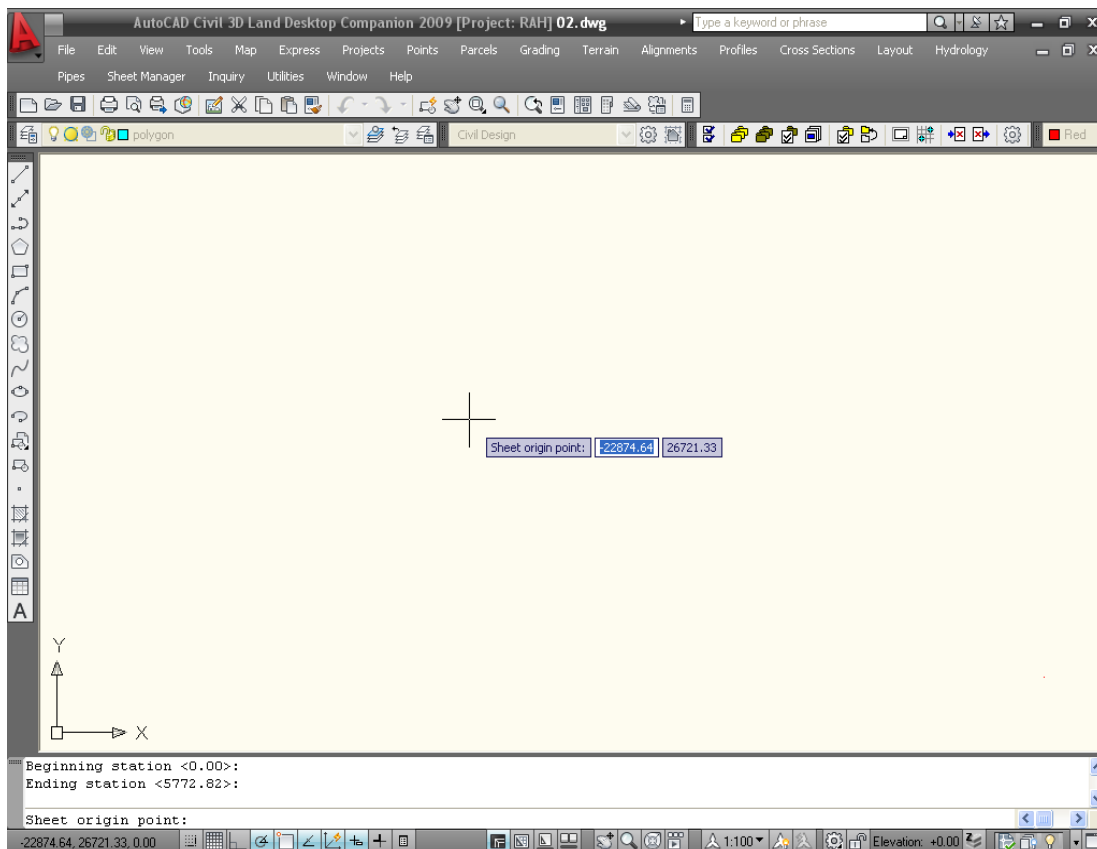 AutoCAD Civil 3D Land Desktop Companion 2009 [Project: RAH] 02.dwg Type a keyword or phrase
File Edit View Tools Map Express Projects Points Parcels Grading Terrain Alignments Profiles Cross Sections Layout Hydrology
Pipes Sheet Manager Inquiry Utilities Window Help
polygon Civil Design Red
Sheet origin point: -22874.64 26721.33
A
Y
X
Beginning station <0.00>:
Ending station <5772.82>:
Sheet origin point:
-22874.64, 26721.33, 0.00 1:100 Elevation: +0.00